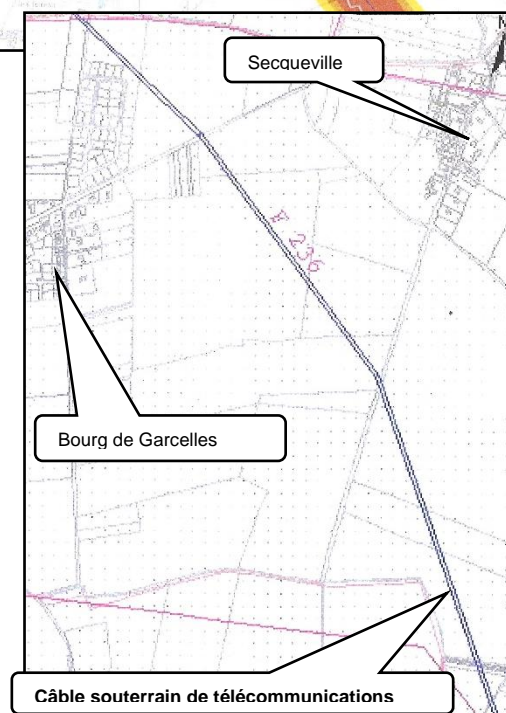 Secqueville
F 236
Bourg de Garcelles
Câble souterrain de télécommunications